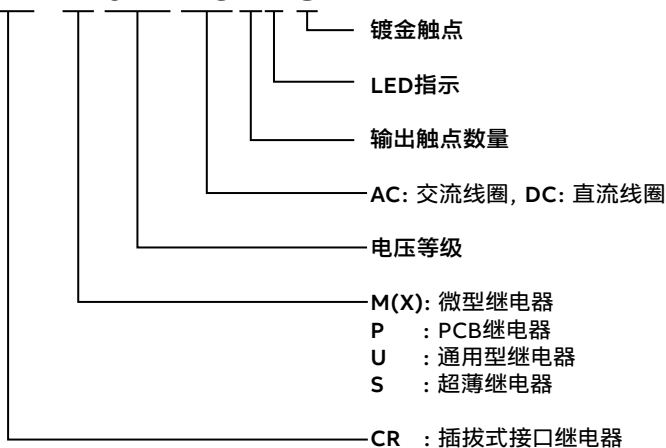 镀金触点
LED指示
输出触点数量
AC: 交流线圈, DC: 直流线圈
电压等级
M(X): 微型继电器
P : PCB继电器
U : 通用型继电器
S : 超薄继电器
CR : 插拔式接口继电器